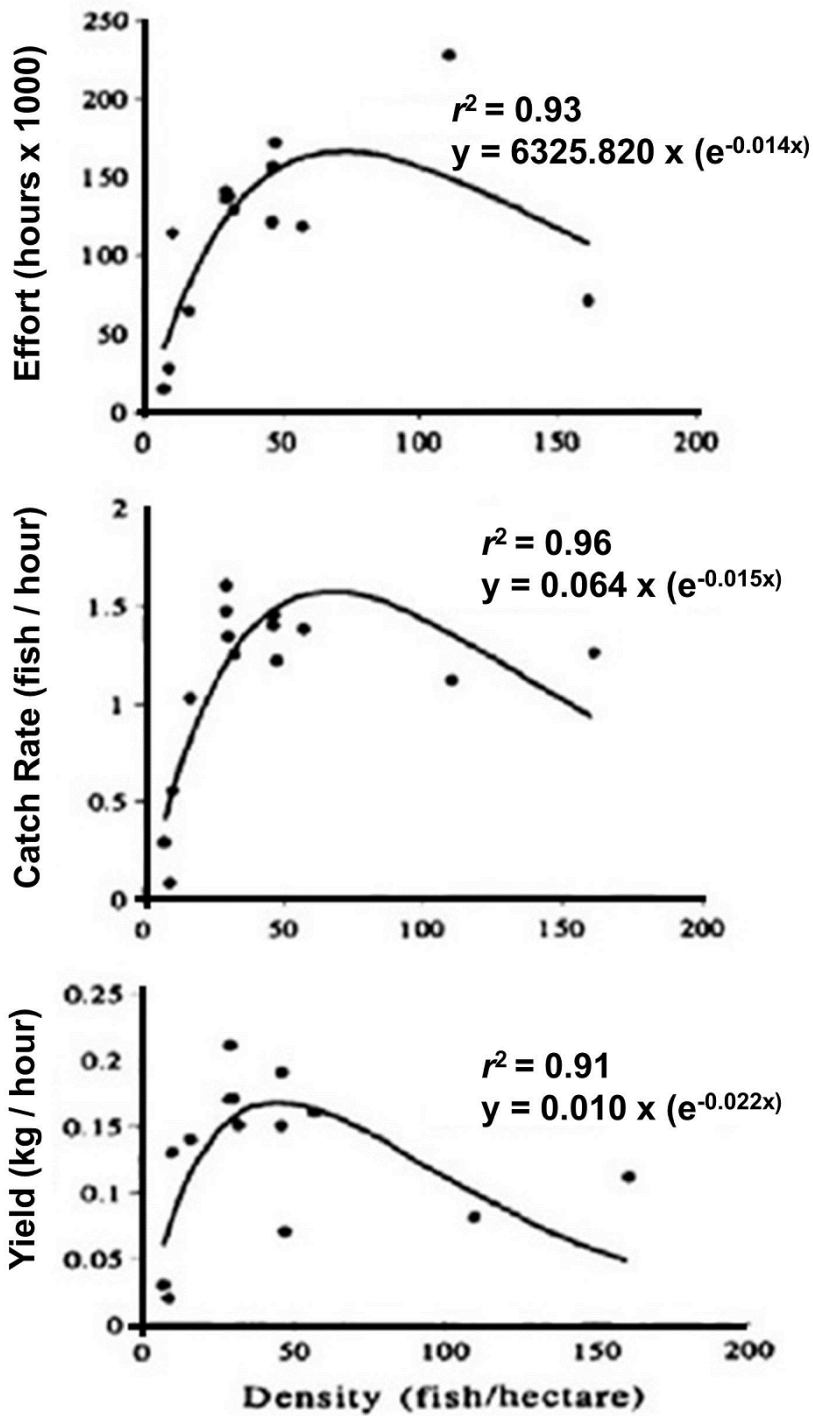 Effort (hours x 1000)
250
200
150
100
50
0
0 50 100 150 200
r² = 0.93
y = 6325.820 x (e^-0.014x)
Catch Rate (fish / hour)
2
1.5
1
0.5
0
0 50 100 150 200
r² = 0.96
y = 0.064 x (e^-0.015x)
Yield (kg / hour)
0.25
0.2
0.15
0.1
0.05
0
0 50 100 150 200
r² = 0.91
y = 0.010 x (e^-0.022x)
Density (fish/hectare)